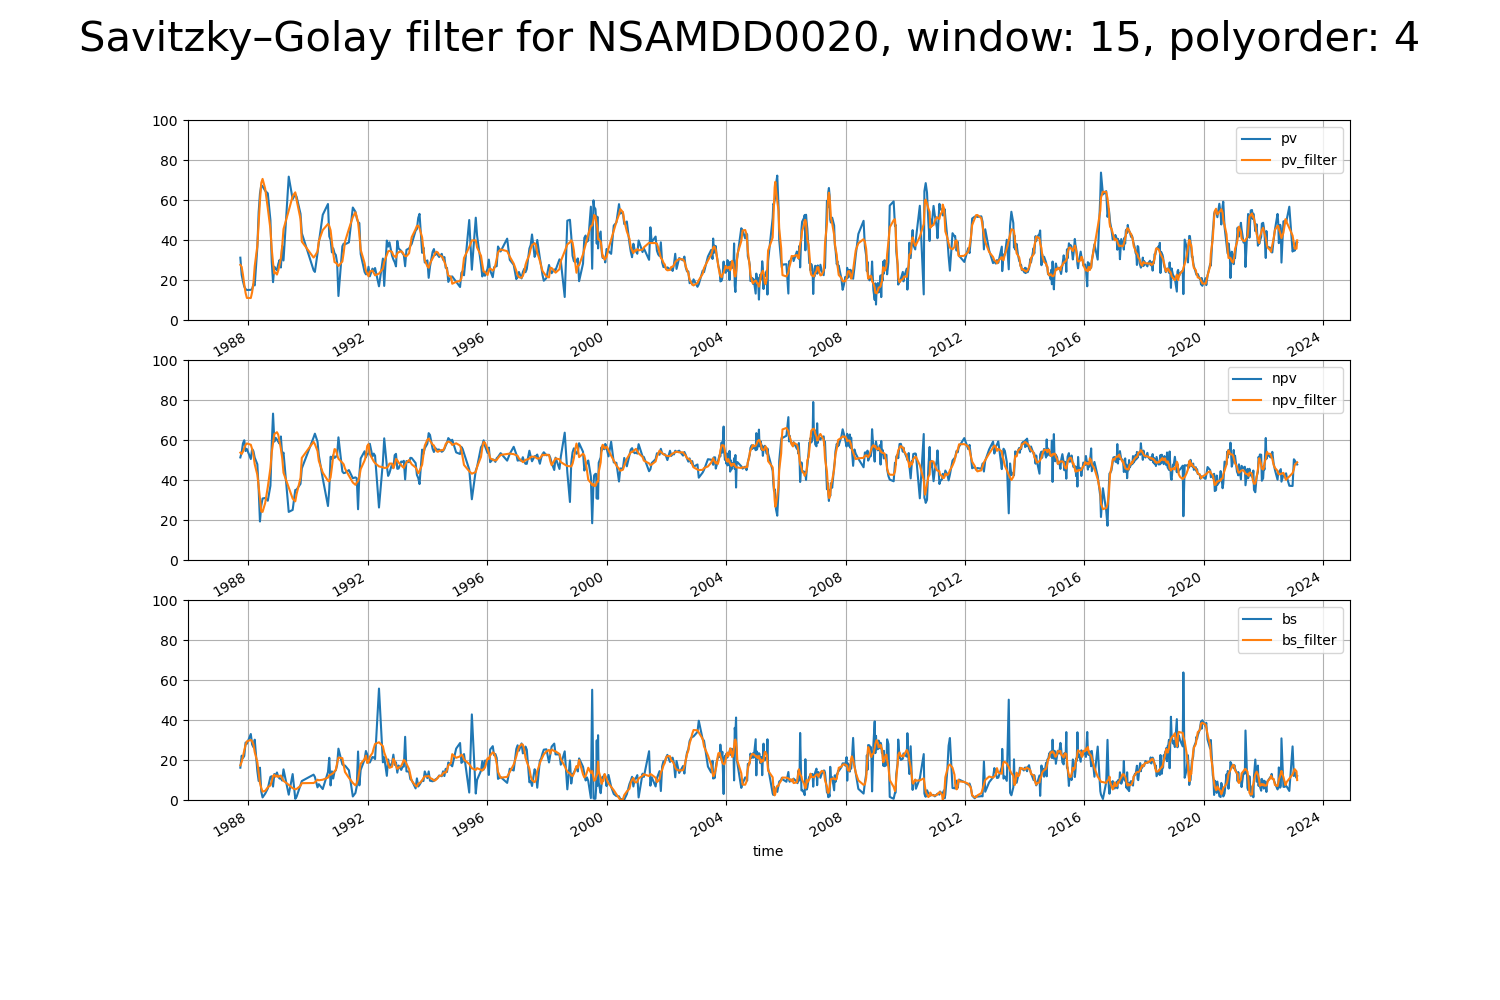 Savitzky–Golay filter for NSAMDD0020, window: 15, polyorder: 4
100
80
60
40
20
0
pv
pv_filter
1988 1992 1996 2000 2004 2008 2012 2016 2020 2024
100
80
60
40
20
0
npv
npv_filter
1988 1992 1996 2000 2004 2008 2012 2016 2020 2024
100
80
60
40
20
0
bs
bs_filter
1988 1992 1996 2000 2004 2008 2012 2016 2020 2024
time